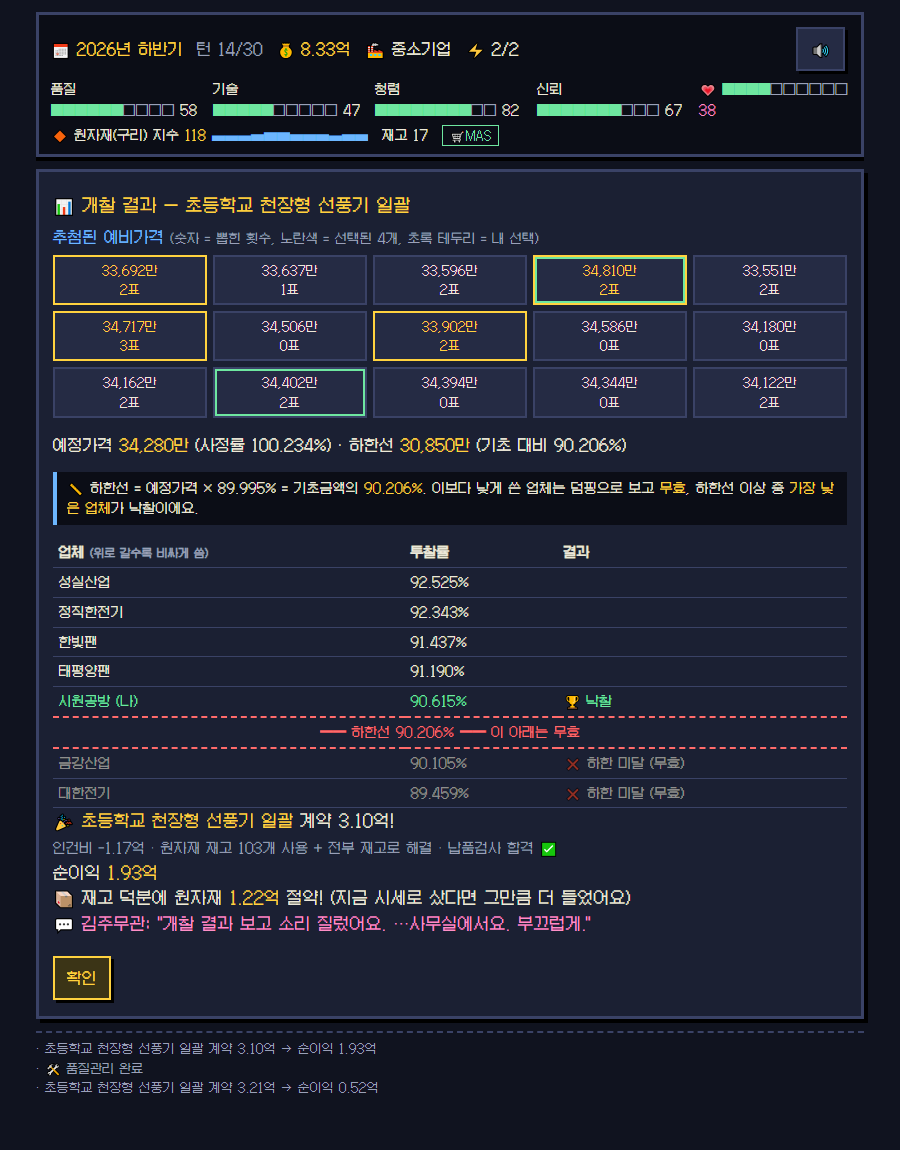 2026년 하반기 턴 14/30 8.33억 중소기업 2/2
품질 기술 청렴 신뢰
58 47 82 67 38
원자재(구리) 지수 118 재고 17 MAS
개찰 결과 — 초등학교 천장형 선풍기 일괄
추첨된 예비가격 (숫자 = 뽑힌 횟수, 노란색 = 선택된 4개, 초록 테두리 = 내 선택)
33,692만 33,637만 33,596만 34,810만 33,551만
2표 1표 2표 2표 2표
34,717만 34,506만 33,902만 34,586만 34,180만
3표 0표 2표 0표 0표
34,162만 34,402만 34,394만 34,344만 34,122만
2표 2표 0표 0표 2표
예정가격 34,280만 (사정률 100.234%) · 하한선 30,850만 (기초 대비 90.206%)
하한선 = 예정가격 × 89.995% = 기초금액의 90.206%. 이보다 낮게 쓴 업체는 덤핑으로 보고 무효, 하한선 이상 중 가장 낮
은 업체가 낙찰이에요.
업체 (위로 갈수록 비싸게 씀) 투찰률 결과
성실산업 92.525%
정직한전기 92.343%
한빛팬 91.437%
태평양팬 91.190%
시원공방 (나) 90.615% 낙찰
━━ 하한선 90.206% ━━ 이 아래는 무효
금강산업 90.105% 하한 미달 (무효)
대한전기 89.459% 하한 미달 (무효)
초등학교 천장형 선풍기 일괄 계약 3.10억!
인건비 -1.17억 · 원자재 재고 103개 사용 + 전부 재고로 해결 · 납품검사 합격
순이익 1.93억
재고 덕분에 원자재 1.22억 절약! (지금 시세로 샀다면 그만큼 더 들었어요)
김주무관: "개찰 결과 보고 소리 질렀어요. …사무실에서요. 부끄럽게."
확인
· 초등학교 천장형 선풍기 일괄 계약 3.10억 → 순이익 1.93억
· 품질관리 완료
· 초등학교 천장형 선풍기 일괄 계약 3.21억 → 순이익 0.52억